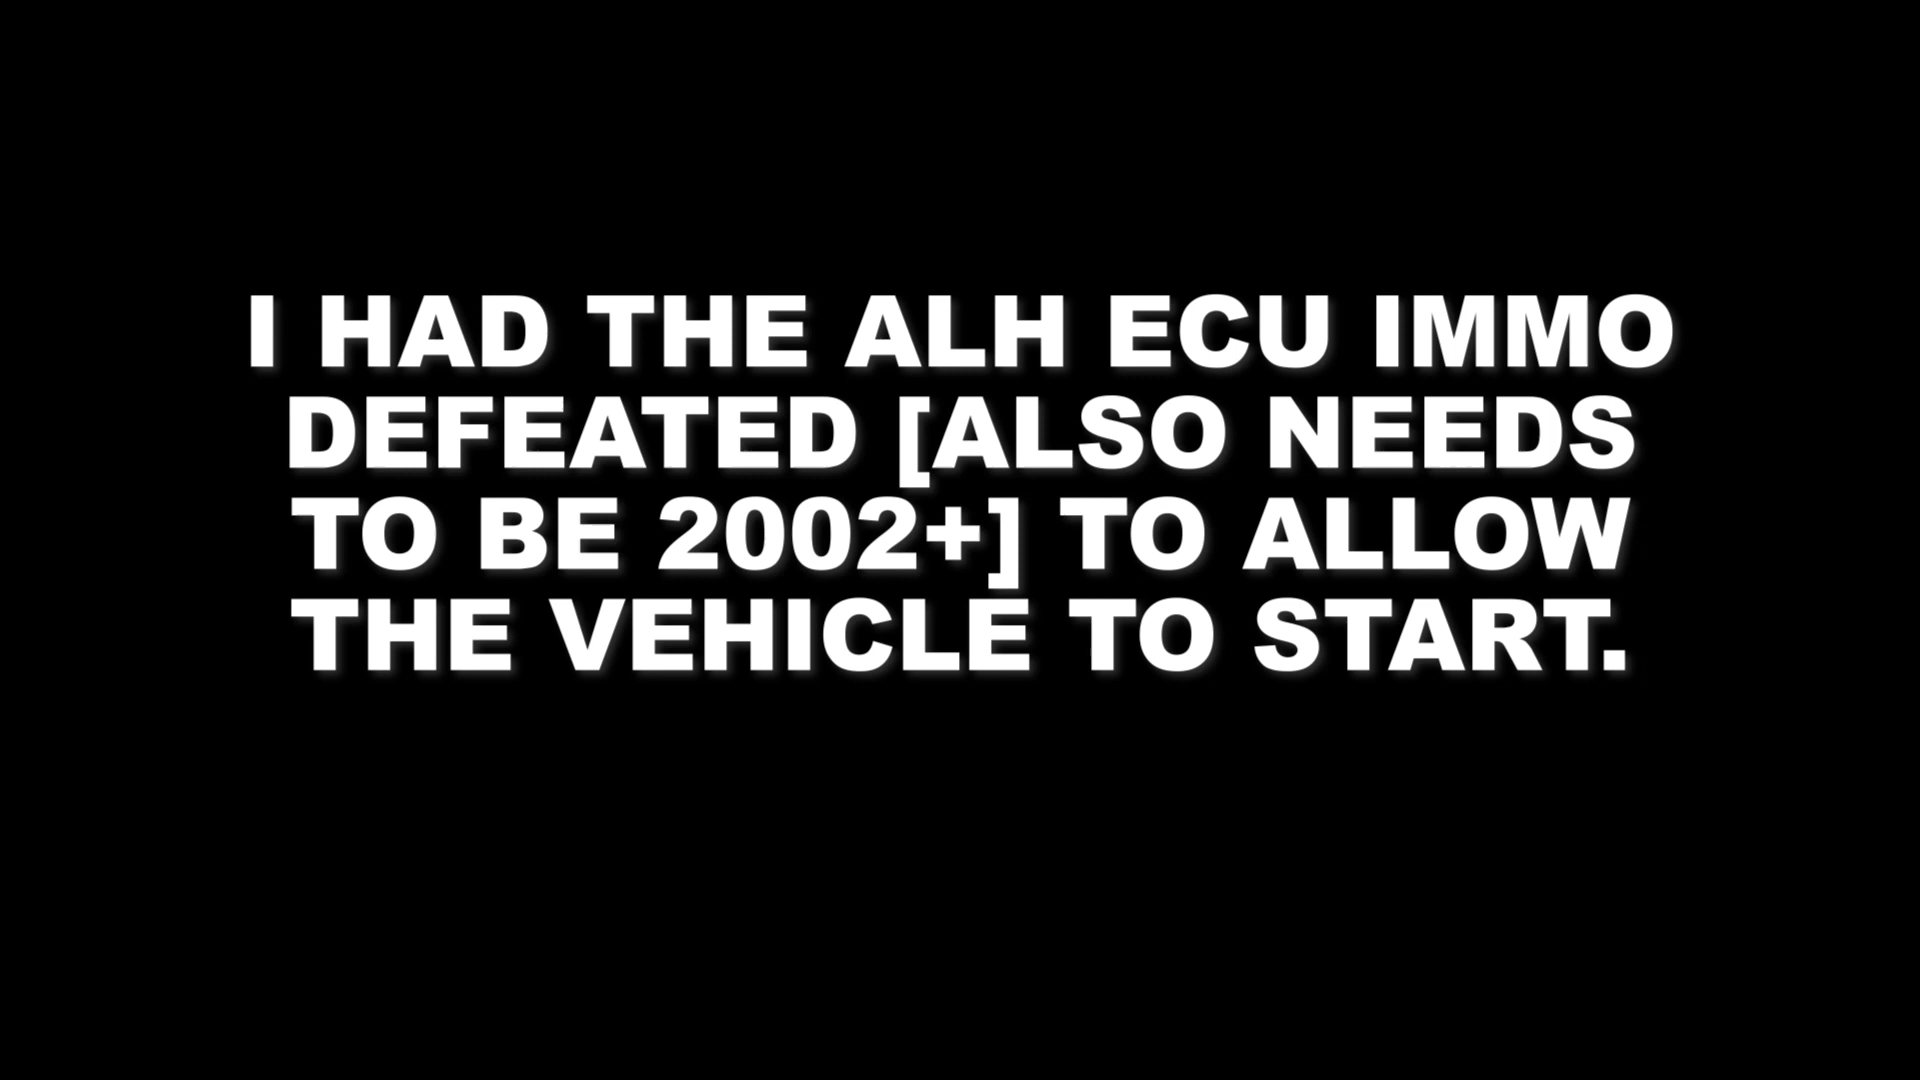 I HAD THE ALH ECU IMMO
DEFEATED [ALSO NEEDS
TO BE 2002+] TO ALLOW
THE VEHICLE TO START.